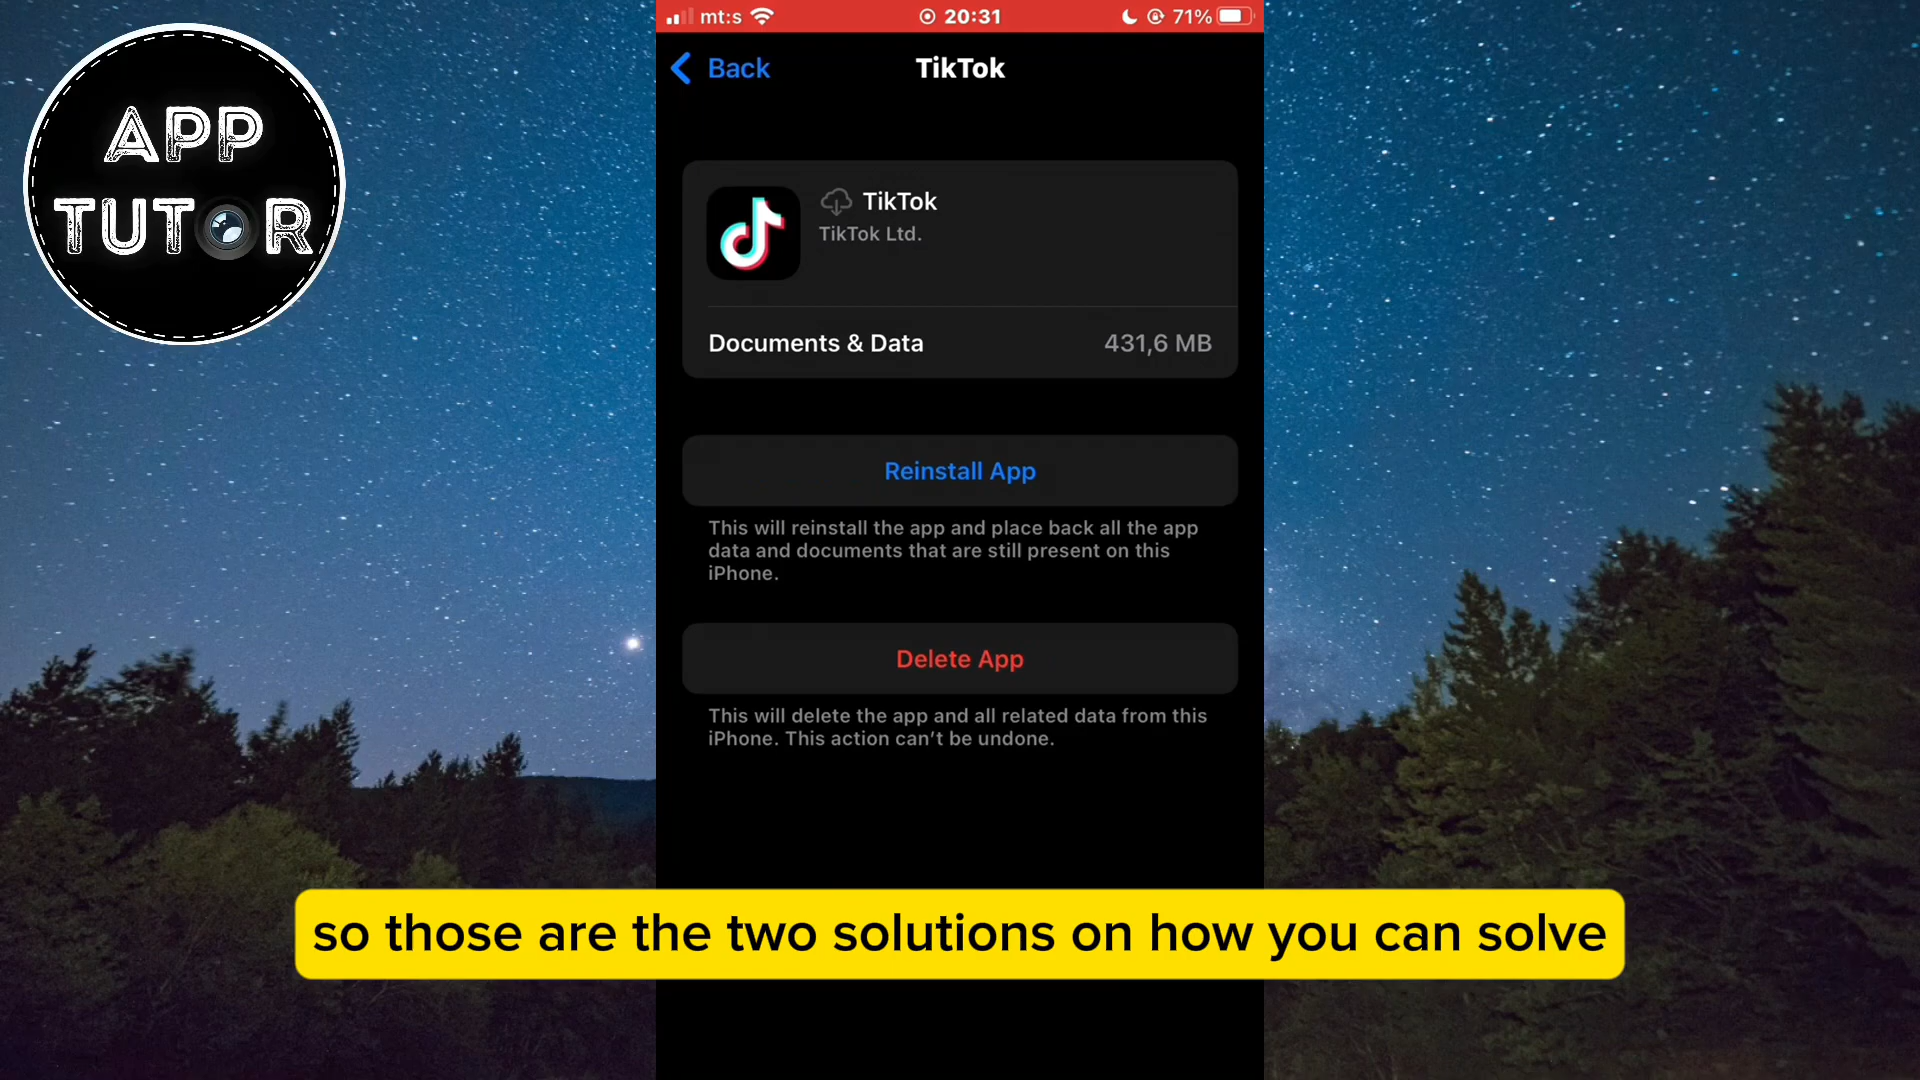 APP
TUTOR
mt:s
20:31
71%
Back
TikTok
TikTok
TikTok Ltd.
Documents & Data
431,6 MB
Reinstall App
This will reinstall the app and place back all the app
data and documents that are still present on this
iPhone.
Delete App
This will delete the app and all related data from this
iPhone. This action can't be undone.
so those are the two solutions on how you can solve